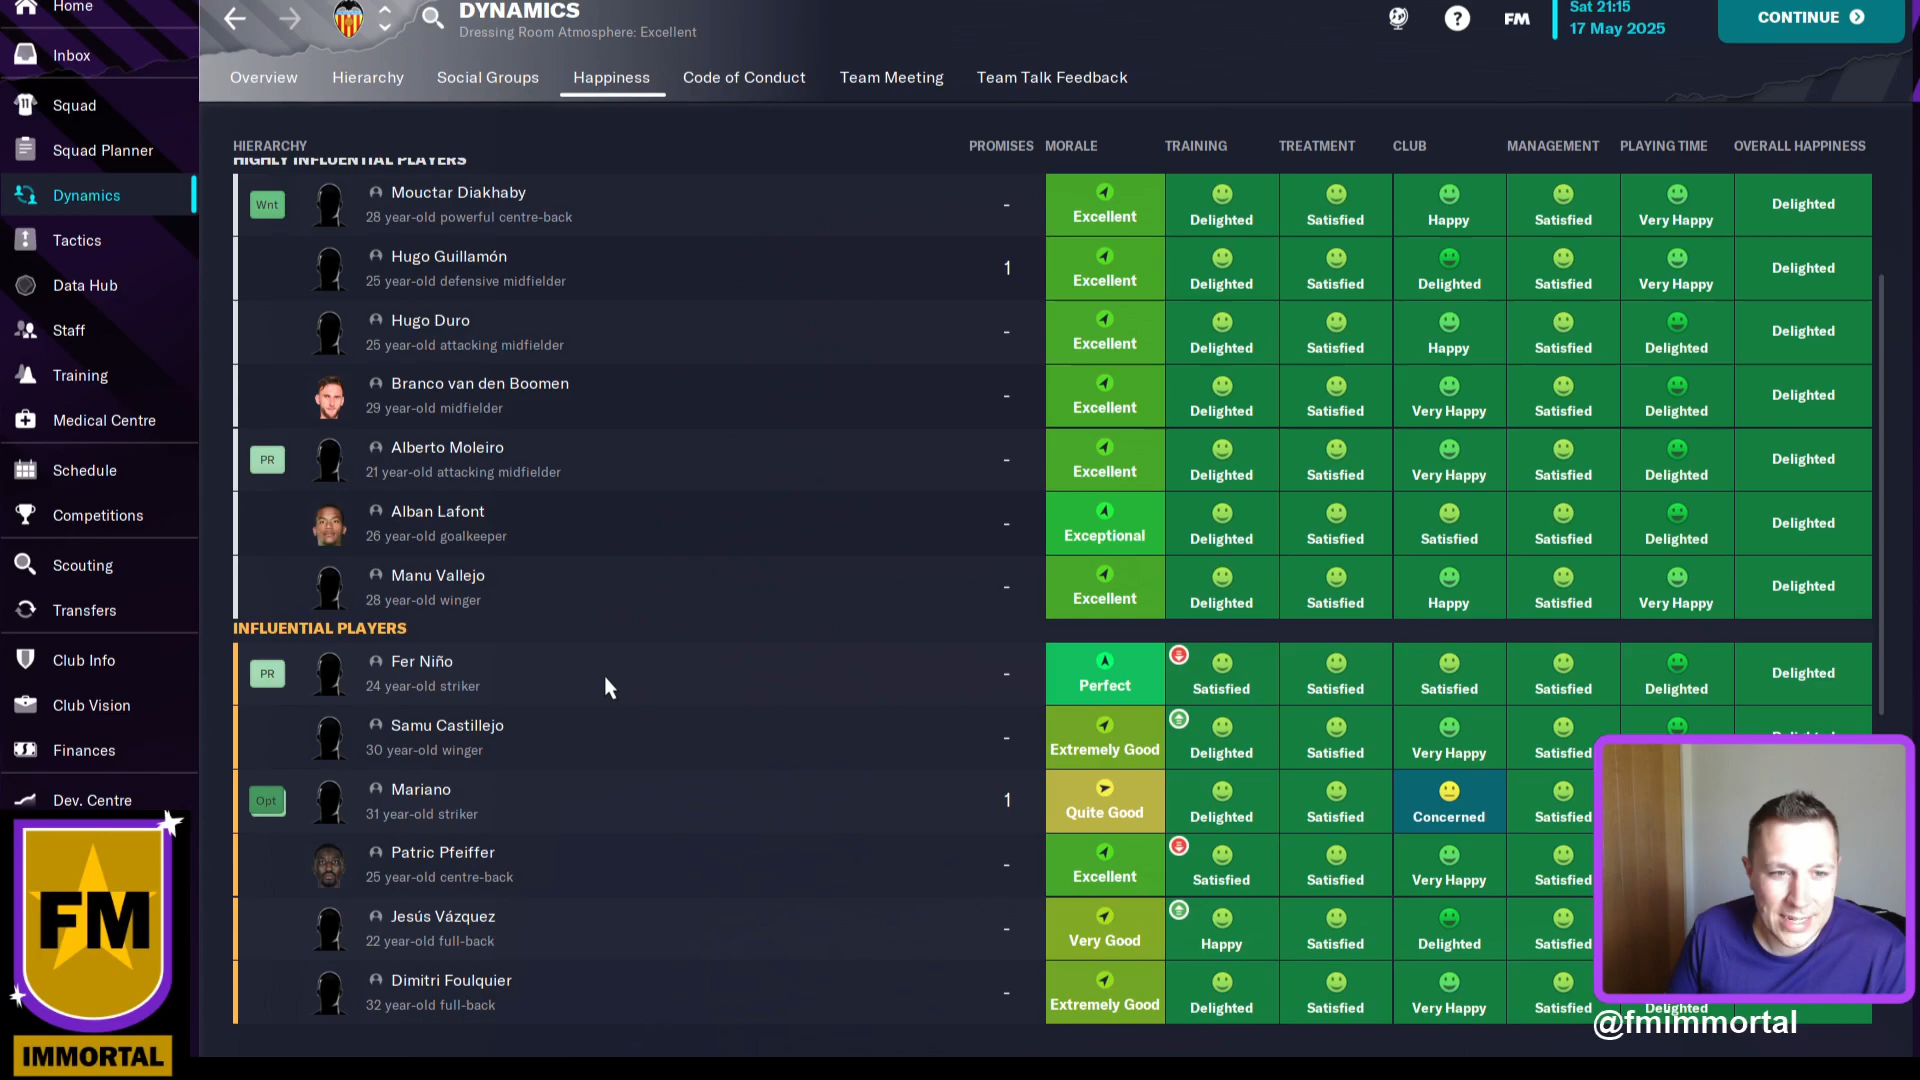 Home
Inbox
Squad
Squad Planner
Dynamics
Tactics
Data Hub
Staff
Training
Medical Centre
Schedule
Competitions
Scouting
Transfers
Club Info
Club Vision
Finances
Dev. Centre
FM
IMMORTAL
DYNAMICS
Dressing Room Atmosphere: Excellent
FM
Sat 21:15
17 May 2025
CONTINUE
Overview Hierarchy Social Groups Happiness Code of Conduct Team Meeting Team Talk Feedback
HIERARCHY PROMISES MORALE TRAINING TREATMENT CLUB MANAGEMENT PLAYING TIME OVERALL HAPPINESS
HIGHLY INFLUENTIAL PLAYERS
Wnt Mouctar Diakhaby
28 year-old powerful centre-back
- Excellent Delighted Satisfied Happy Satisfied Very Happy Delighted
Hugo Guillamón
25 year-old defensive midfielder
1 Excellent Delighted Satisfied Delighted Satisfied Very Happy Delighted
Hugo Duro
25 year-old attacking midfielder
- Excellent Delighted Satisfied Happy Satisfied Delighted Delighted
Branco van den Boomen
29 year-old midfielder
- Excellent Delighted Satisfied Very Happy Satisfied Delighted Delighted
PR Alberto Moleiro
21 year-old attacking midfielder
- Excellent Delighted Satisfied Very Happy Satisfied Delighted Delighted
Alban Lafont
26 year-old goalkeeper
- Exceptional Delighted Satisfied Satisfied Satisfied Delighted Delighted
Manu Vallejo
28 year-old winger
- Excellent Delighted Satisfied Happy Satisfied Very Happy Delighted
INFLUENTIAL PLAYERS
PR Fer Niño
24 year-old striker
- Perfect Satisfied Satisfied Satisfied Satisfied Delighted Delighted
Samu Castillejo
30 year-old winger
- Extremely Good Delighted Satisfied Very Happy Satisfied
Opt Mariano
31 year-old striker
1 Quite Good Delighted Satisfied Concerned Satisfied
Patric Pfeiffer
25 year-old centre-back
- Excellent Satisfied Satisfied Very Happy Satisfied
Jesús Vázquez
22 year-old full-back
- Very Good Happy Satisfied Delighted Satisfied
Dimitri Foulquier
32 year-old full-back
- Extremely Good Delighted Satisfied Very Happy Satisfied Delighted
@fmimmortal